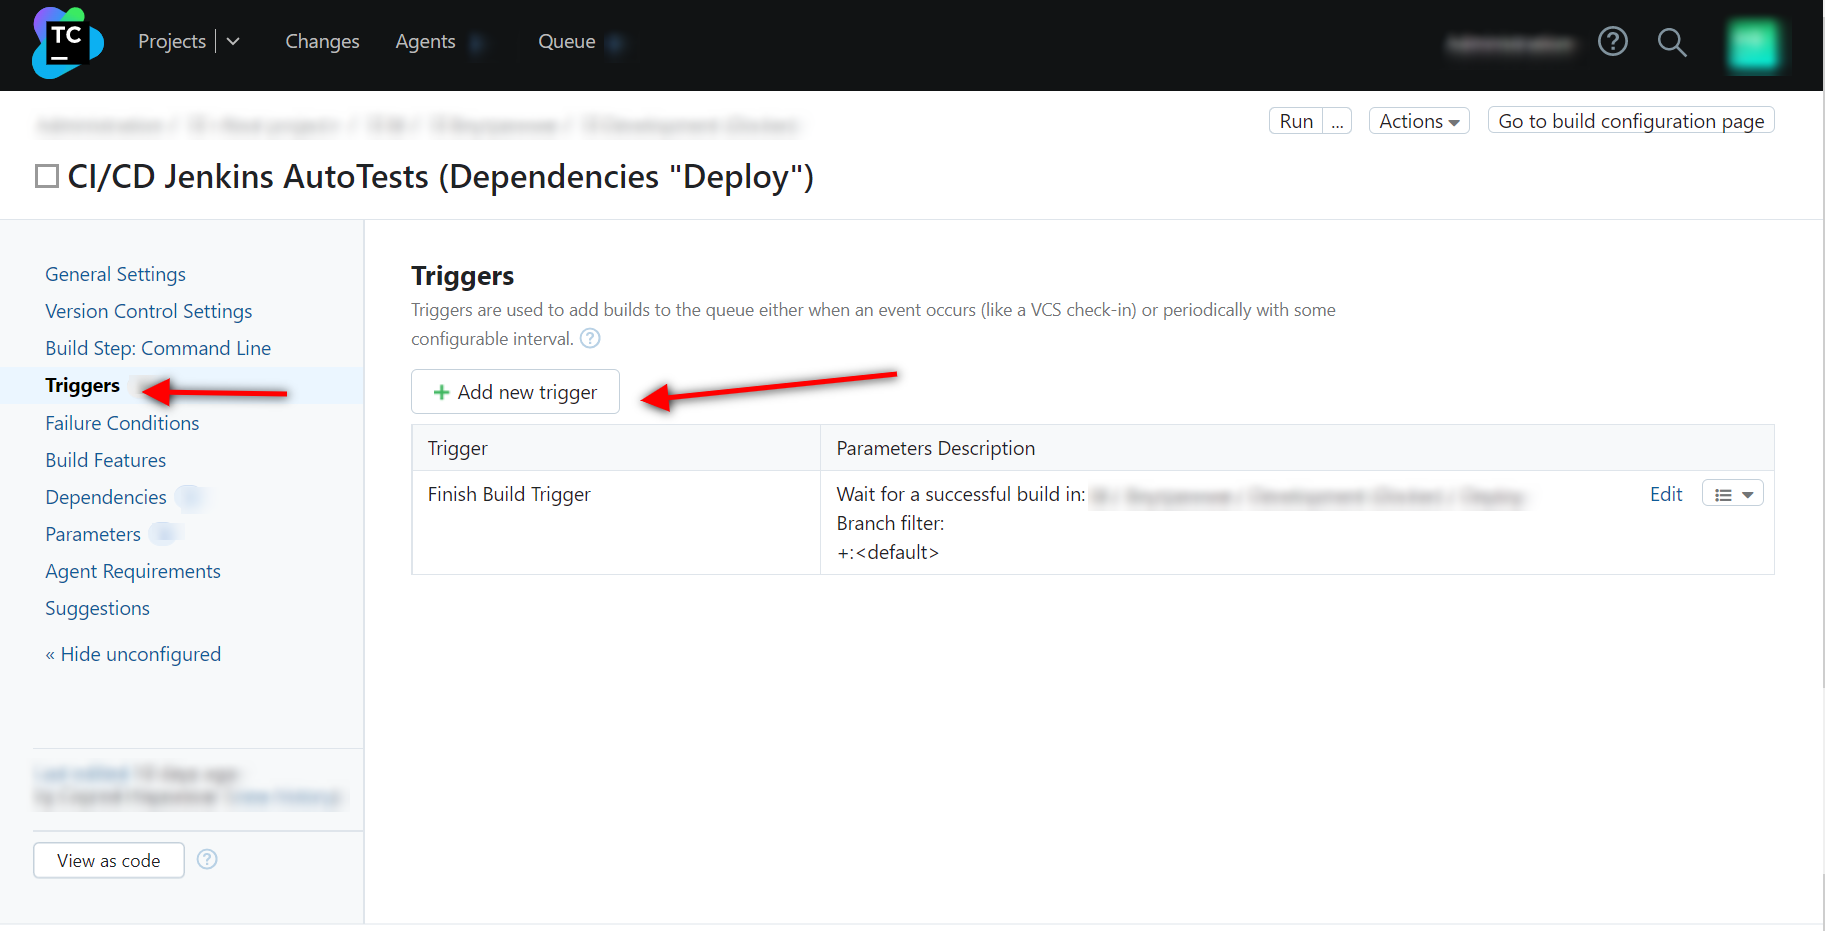 TC
Projects
Changes
Agents
Queue
Run ...
Actions
Go to build configuration page
CI/CD Jenkins AutoTests (Dependencies "Deploy")
General Settings
Version Control Settings
Build Step: Command Line
Triggers
Failure Conditions
Build Features
Dependencies
Parameters
Agent Requirements
Suggestions
« Hide unconfigured
View as code
?
Triggers
Triggers are used to add builds to the queue either when an event occurs (like a VCS check-in) or periodically with some
configurable interval. ?
+ Add new trigger
Trigger
Parameters Description
Finish Build Trigger
Wait for a successful build in:
Edit
Branch filter:
+:<default>